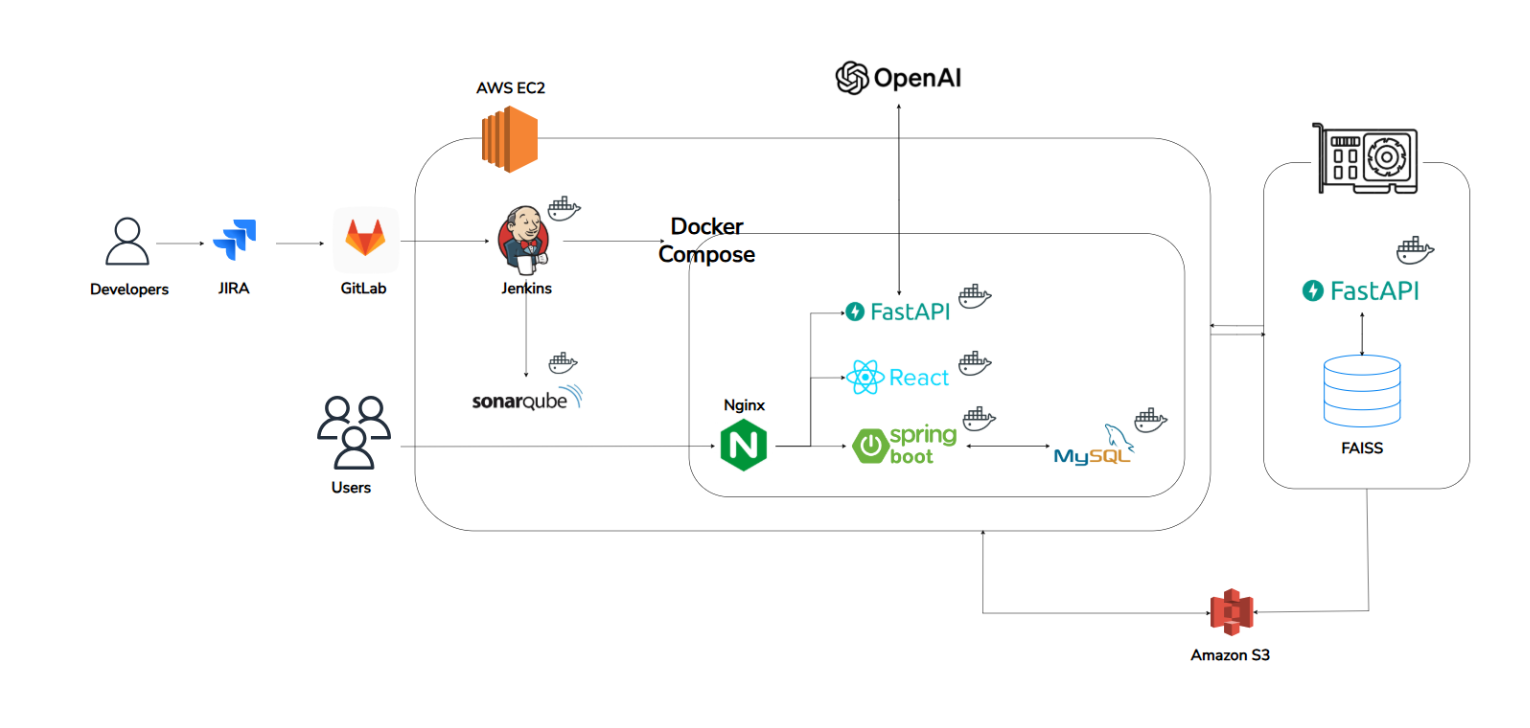 AWS EC2
OpenAI
Docker
Compose
Developers
JIRA
GitLab
Jenkins
FastAPI
React
sonarqube
Nginx
spring
boot
MySQL
Users
FastAPI
FAISS
Amazon S3